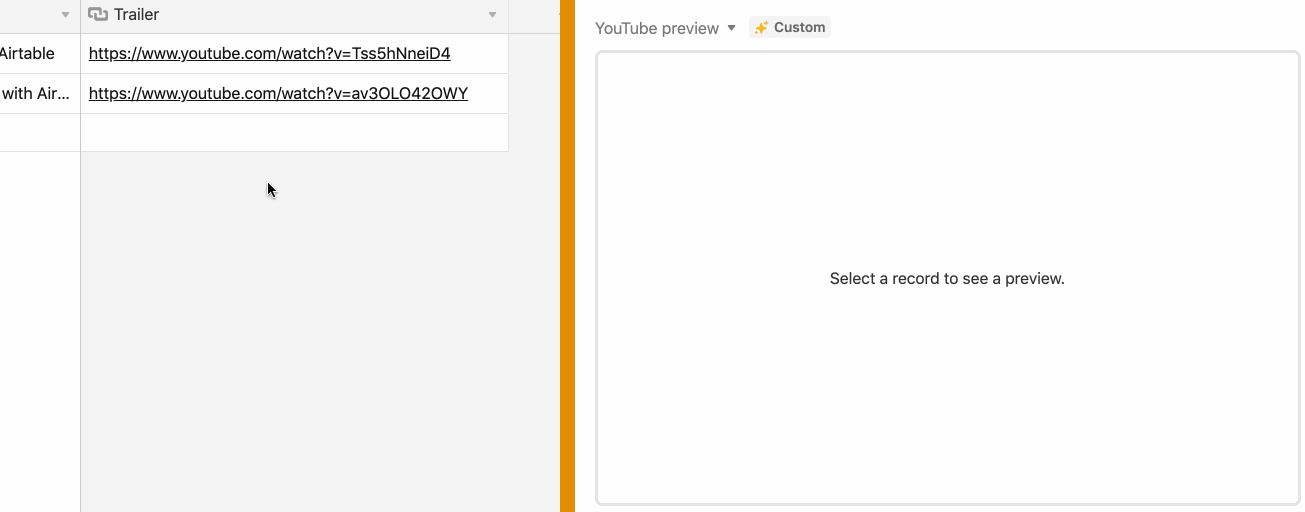 Trailer
Airtable
https://www.youtube.com/watch?v=Tss5hNneiD4
with Air...
https://www.youtube.com/watch?v=av3OLO42OWY
YouTube preview
Custom
Select a record to see a preview.